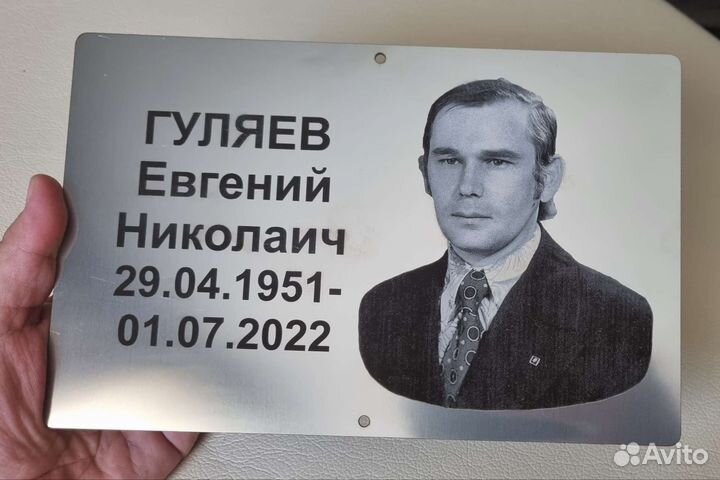 ГУЛЯЕВ
Евгений
Николаич
29.04.1951-
01.07.2022
Avito